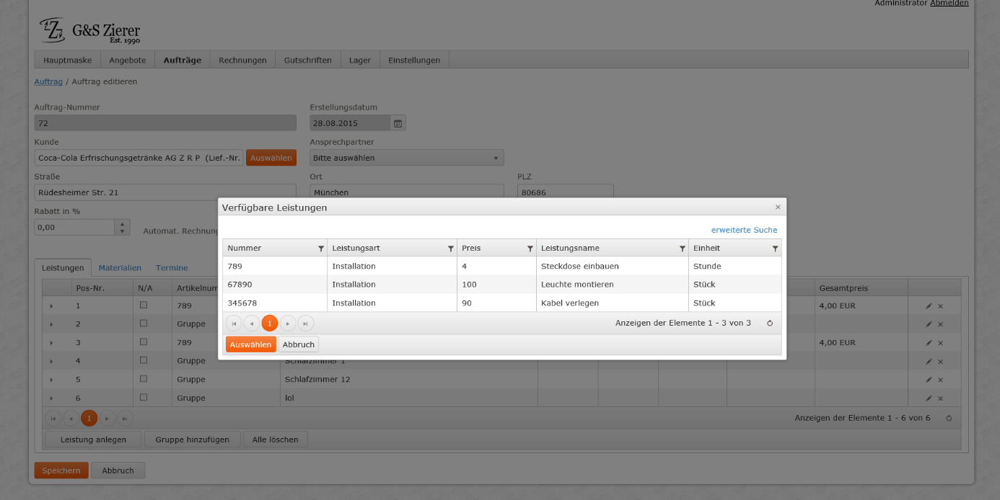 Administrator Abmelden
G&S Zierer
Est. 1990
Hauptmaske Angebote Aufträge Rechnungen Gutschriften Lager Einstellungen
Auftrag / Auftrag editieren
Auftrag-Nummer Erstellungsdatum
72 28.08.2015
Kunde Ansprechpartner
Coca-Cola Erfrischungsgetränke AG Z R P (Lief.-Nr. Auswählen Bitte auswählen
Straße Ort PLZ
Rüdesheimer Str. 21 München 80686
Rabatt in %
0,00 Automat.
Verfügbare Leistungen ×
erweiterte Suche
Nummer Leistungsart Preis Leistungsname Einheit
789 Installation 4 Steckdose einbauen Stunde
67890 Installation 100 Leuchte montieren Stück
345678 Installation 90 Kabel verlegen Stück
1 Anzeigen der Elemente 1 - 3 von 3
Auswählen Abbruch
Leistungen Materialien Termine
Pos-Nr. N/A Gesamtpreis
1 789 4,00 EUR
2 Gruppe
3 789 4,00 EUR
4 Gruppe Schlafzimmer 1
5 Gruppe Schlafzimmer 12
6 Gruppe lol
1 Anzeigen der Elemente 1 - 6 von 6
Leistung anlegen Gruppe hinzufügen Alle löschen
Speichern Abbruch